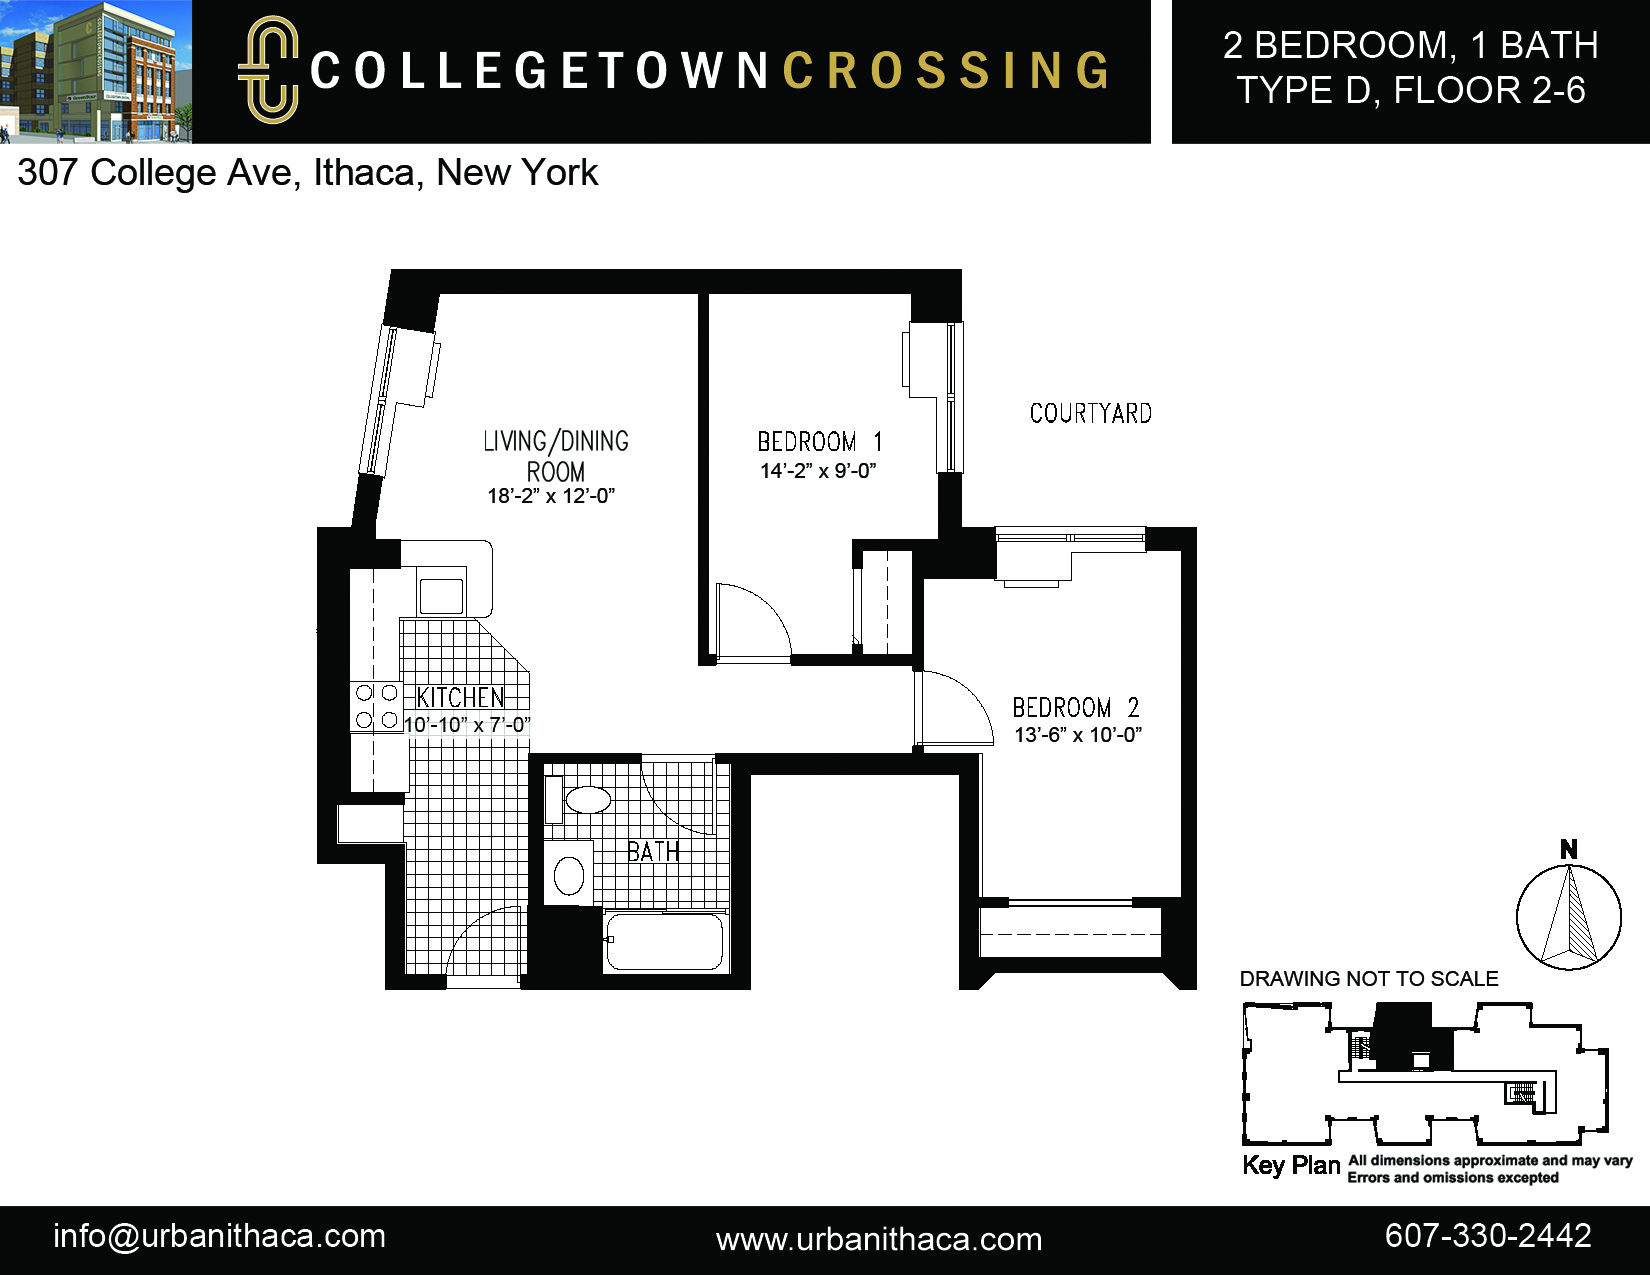 COLLEGETOWNCROSSING
2 BEDROOM, 1 BATH
TYPE D, FLOOR 2-6
307 College Ave, Ithaca, New York
LIVING/DINING
ROOM
18’-2” x 12’-0”
BEDROOM 1
14’-2” x 9’-0”
COURTYARD
KITCHEN
10’-10” x 7’-0”
BEDROOM 2
13’-6” x 10’-0”
BATH
N
DRAWING NOT TO SCALE
Key Plan
All dimensions approximate and may vary
Errors and omissions excepted
info@urbanithaca.com
www.urbanithaca.com
607-330-2442